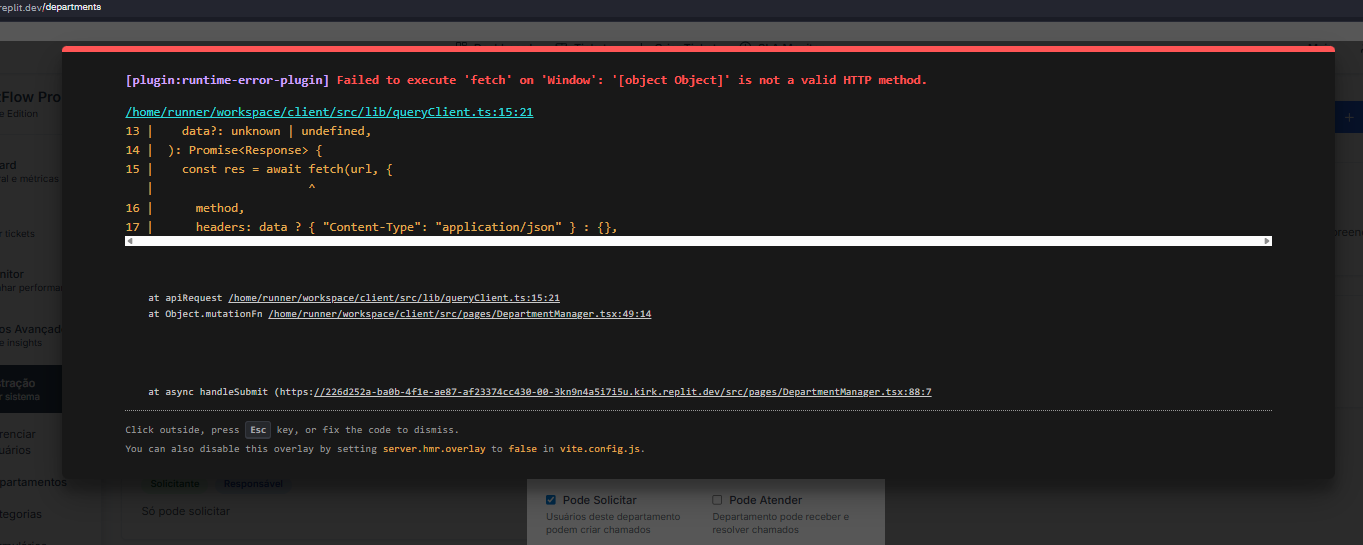 replit.dev/departments
[plugin:runtime-error-plugin] Failed to execute 'fetch' on 'Window': '[object Object]' is not a valid HTTP method.
Flow Pro
e Edition
/home/runner/workspace/client/src/lib/queryClient.ts:15:21
13 |    data?: unknown | undefined,
14 |  ): Promise<Response> {
15 |    const res = await fetch(url, {
   |                      ^
16 |      method,
17 |      headers: data ? { "Content-Type": "application/json" } : {},
ard
al e métricas
r tickets
nitor
nhar performa
at apiRequest /home/runner/workspace/client/src/lib/queryClient.ts:15:21
at Object.mutationFn /home/runner/workspace/client/src/pages/DepartmentManager.tsx:49:14
os Avançado
e insights
stração
r sistema
at async handleSubmit (https://226d252a-ba0b-4f1e-ae87-af23374cc430-00-3kn9n4a5i7i5u.kirk.replit.dev/src/pages/DepartmentManager.tsx:88:7
Click outside, press Esc key, or fix the code to dismiss.
You can also disable this overlay by setting server.hmr.overlay to false in vite.config.js.
renciar
uários
partamentos
tegorias
Solicitante Responsável
Só pode solicitar
Pode Solicitar
Usuários deste departamento
podem criar chamados
Pode Atender
Departamento pode receber e
resolver chamados